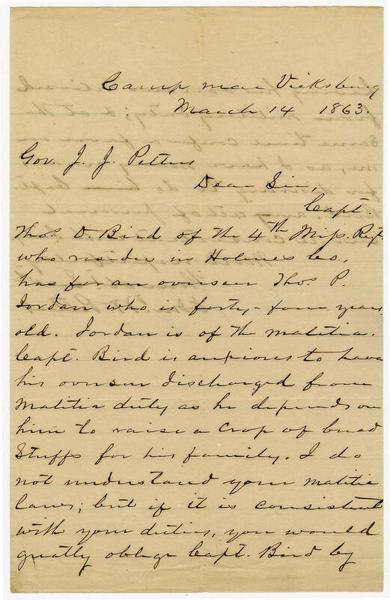 Camp near Vicksburg
March 14 1863.
Gov. J. J. Pettus
Dear Sir,
Capt.
Thos. D. Bird of the 4th Miss. Regt
who resides in Holmes Co.,
has for an overseer Thos. P.
Jordan who is forty-four years
old. Jordan is of the malitia.
Capt. Bird is anxious to have
his overseer discharged from
Malitia duty as he depends on
him to raise a crop of bread
stuffs for his family. I do
not understand your malitia
laws; but if it is consistent
with your duties, you would
greatly oblige Capt. Bird by